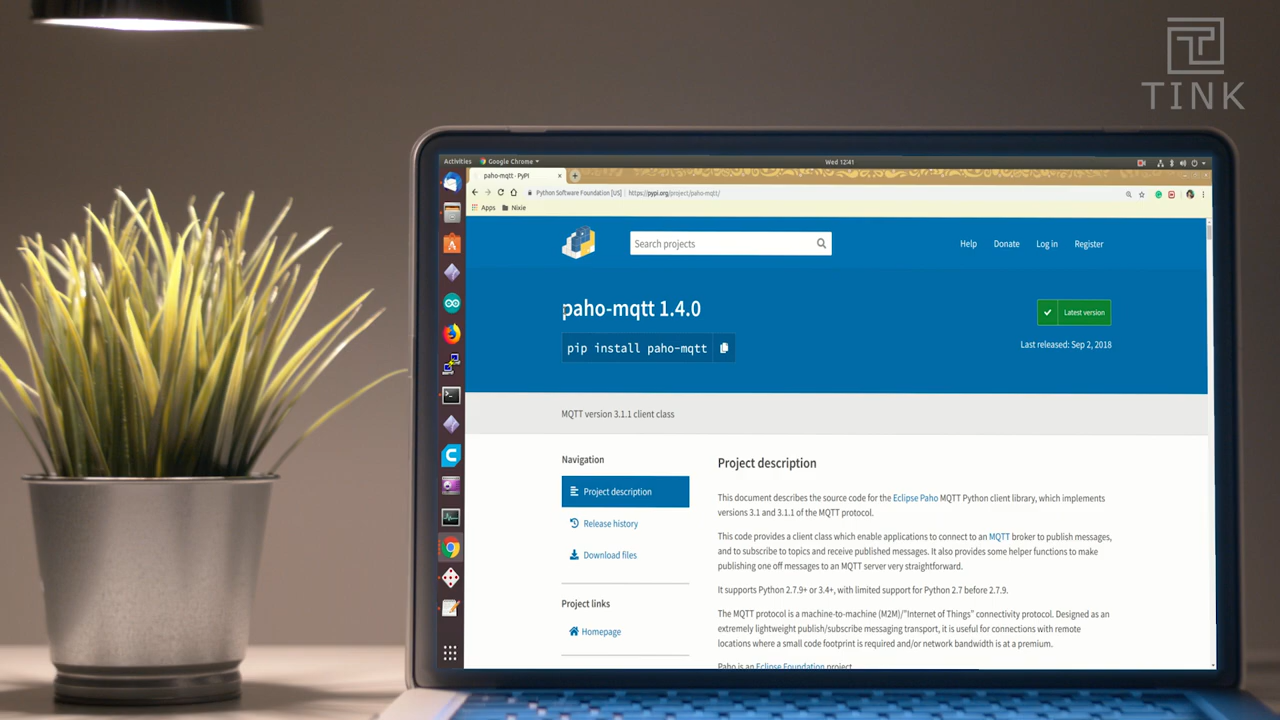 TINK
Activities Google Chrome Wed 12:41
paho-mqtt · PyPI
Python Software Foundation [US] https://pypi.org/project/paho-mqtt/
Apps Nixie
Search projects
Help Donate Log in Register
paho-mqtt 1.4.0
Latest version
pip install paho-mqtt
Last released: Sep 2, 2018
MQTT version 3.1.1 client class
Navigation
Project description
Release history
Download files
Project links
Homepage
Project description
This document describes the source code for the Eclipse Paho MQTT Python client library, which implements
versions 3.1 and 3.1.1 of the MQTT protocol.
This code provides a client class which enable applications to connect to an MQTT broker to publish messages,
and to subscribe to topics and receive published messages. It also provides some helper functions to make
publishing one off messages to an MQTT server very straightforward.
It supports Python 2.7.9+ or 3.4+, with limited support for Python 2.7 before 2.7.9.
The MQTT protocol is a machine-to-machine (M2M)/"Internet of Things" connectivity protocol. Designed as an
extremely lightweight publish/subscribe messaging transport, it is useful for connections with remote
locations where a small code footprint is required and/or network bandwidth is at a premium.
Paho is an Eclipse Foundation project.